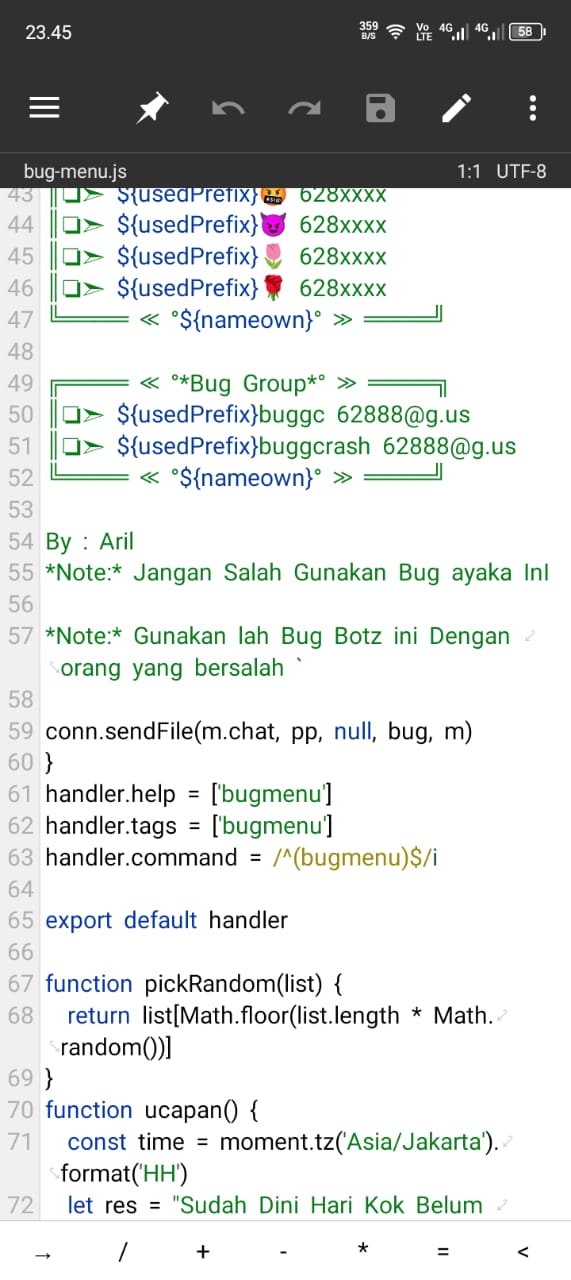 23.45 359 B/S Vo LTE 4G 4G 58
bug-menu.js 1:1 UTF-8
43 ║❏➣ ${usedPrefix}🤬 628xxxx
44 ║❏➣ ${usedPrefix}😈 628xxxx
45 ║❏➣ ${usedPrefix}🌷 628xxxx
46 ║❏➣ ${usedPrefix}🌹 628xxxx
47 ╚═════ ≪ °${nameown}° ≫ ═════╝
48
49 ╔═════ ≪ °*Bug Group*° ≫ ═════╗
50 ║❏➣ ${usedPrefix}buggc 62888@g.us
51 ║❏➣ ${usedPrefix}buggcrash 62888@g.us
52 ╚═════ ≪ °${nameown}° ≫ ═════╝
53
54 By : Aril
55 *Note:* Jangan Salah Gunakan Bug ayaka InI
56
57 *Note:* Gunakan lah Bug Botz ini Dengan
orang yang bersalah `
58
59 conn.sendFile(m.chat, pp, null, bug, m)
60 }
61 handler.help = ['bugmenu']
62 handler.tags = ['bugmenu']
63 handler.command = /^(bugmenu)$/i
64
65 export default handler
66
67 function pickRandom(list) {
68 return list[Math.floor(list.length * Math.
random())]
69 }
70 function ucapan() {
71 const time = moment.tz('Asia/Jakarta').
format('HH')
72 let res = "Sudah Dini Hari Kok Belum
→ / + - * = <